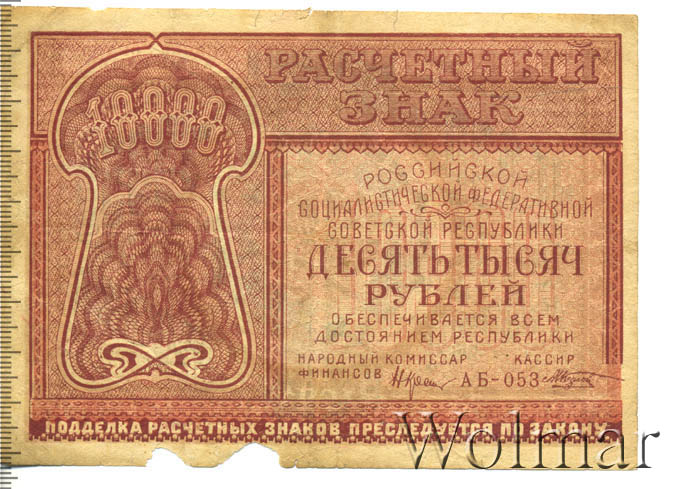 10000
РАСЧЕТНЫЙ
ЗНАК
РОССИЙСКОЙ
СОЦИАЛИСТИЧЕСКОЙ ФЕДЕРАТИВНОЙ
СОВЕТСКОЙ РЕСПУБЛИКИ
ДЕСЯТЬ ТЫСЯЧ
РУБЛЕЙ
ОБЕСПЕЧИВАЕТСЯ ВСЕМ
ДОСТОЯНИЕМ РЕСПУБЛИКИ
НАРОДНЫЙ КОМИССАР КАССИР
ФИНАНСОВ АБ-053
ПОДДЕЛКА РАСЧЕТНЫХ ЗНАКОВ ПРЕСЛЕДУЕТСЯ ПО ЗАКОНУ.
Wolmar